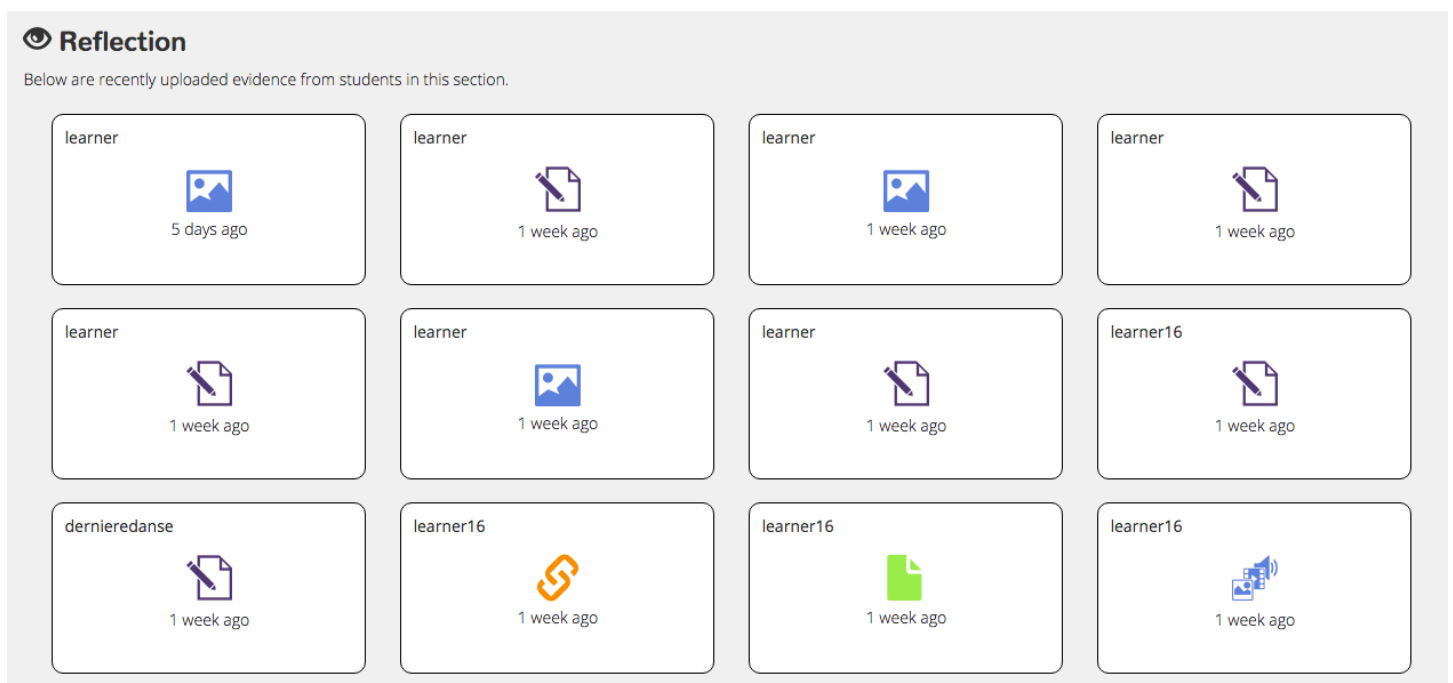 Reflection
Below are recently uploaded evidence from students in this section.
learner
5 days ago
learner
1 week ago
learner
1 week ago
learner
1 week ago
learner
1 week ago
learner
1 week ago
learner
1 week ago
learner16
1 week ago
dernieredanse
1 week ago
learner16
1 week ago
learner16
1 week ago
learner16
1 week ago